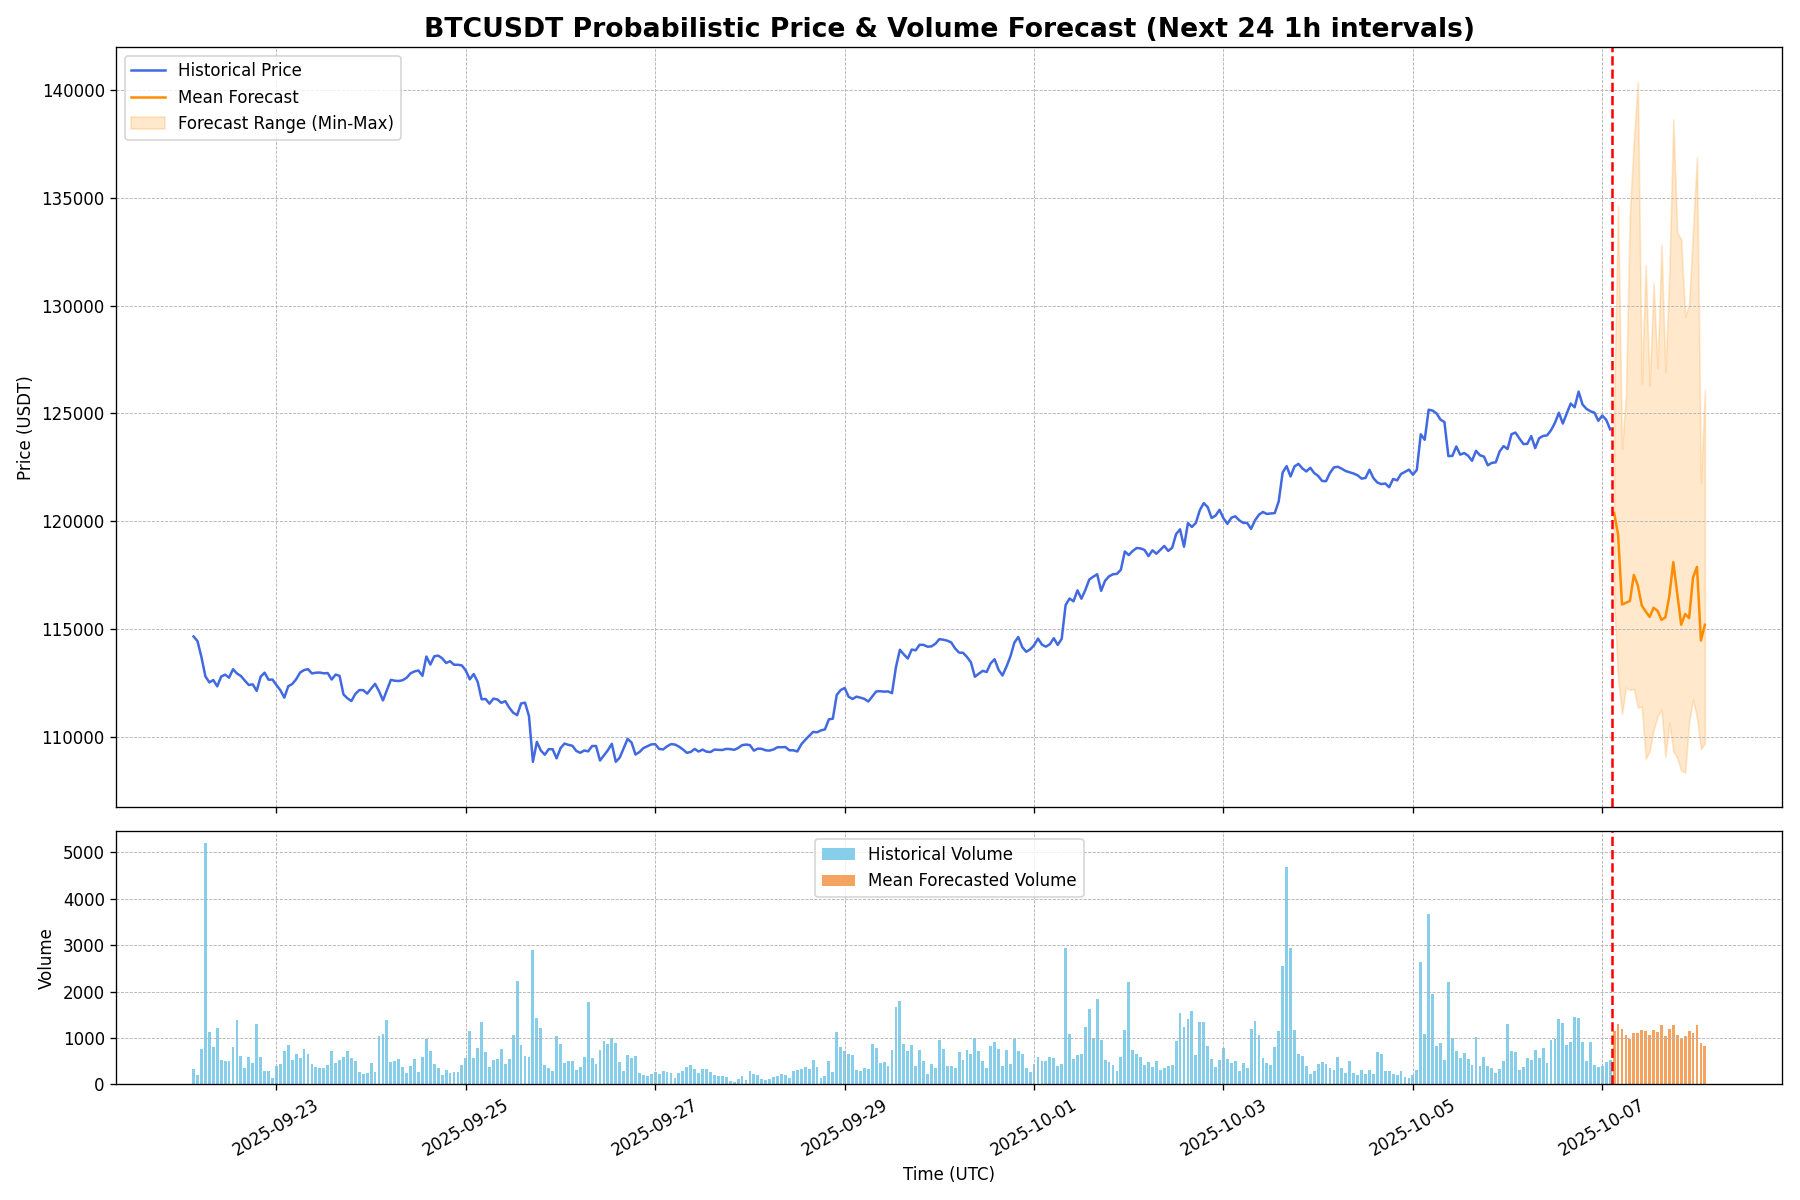 BTCUSDT Probabilistic Price & Volume Forecast (Next 24 1h intervals)
Historical Price
Mean Forecast
Forecast Range (Min-Max)
140000
135000
130000
125000
120000
115000
110000
Price (USDT)
Historical Volume
Mean Forecasted Volume
5000
4000
3000
2000
1000
0
Volume
2025-09-23
2025-09-25
2025-09-27
2025-09-29
2025-10-01
2025-10-03
2025-10-05
2025-10-07
Time (UTC)